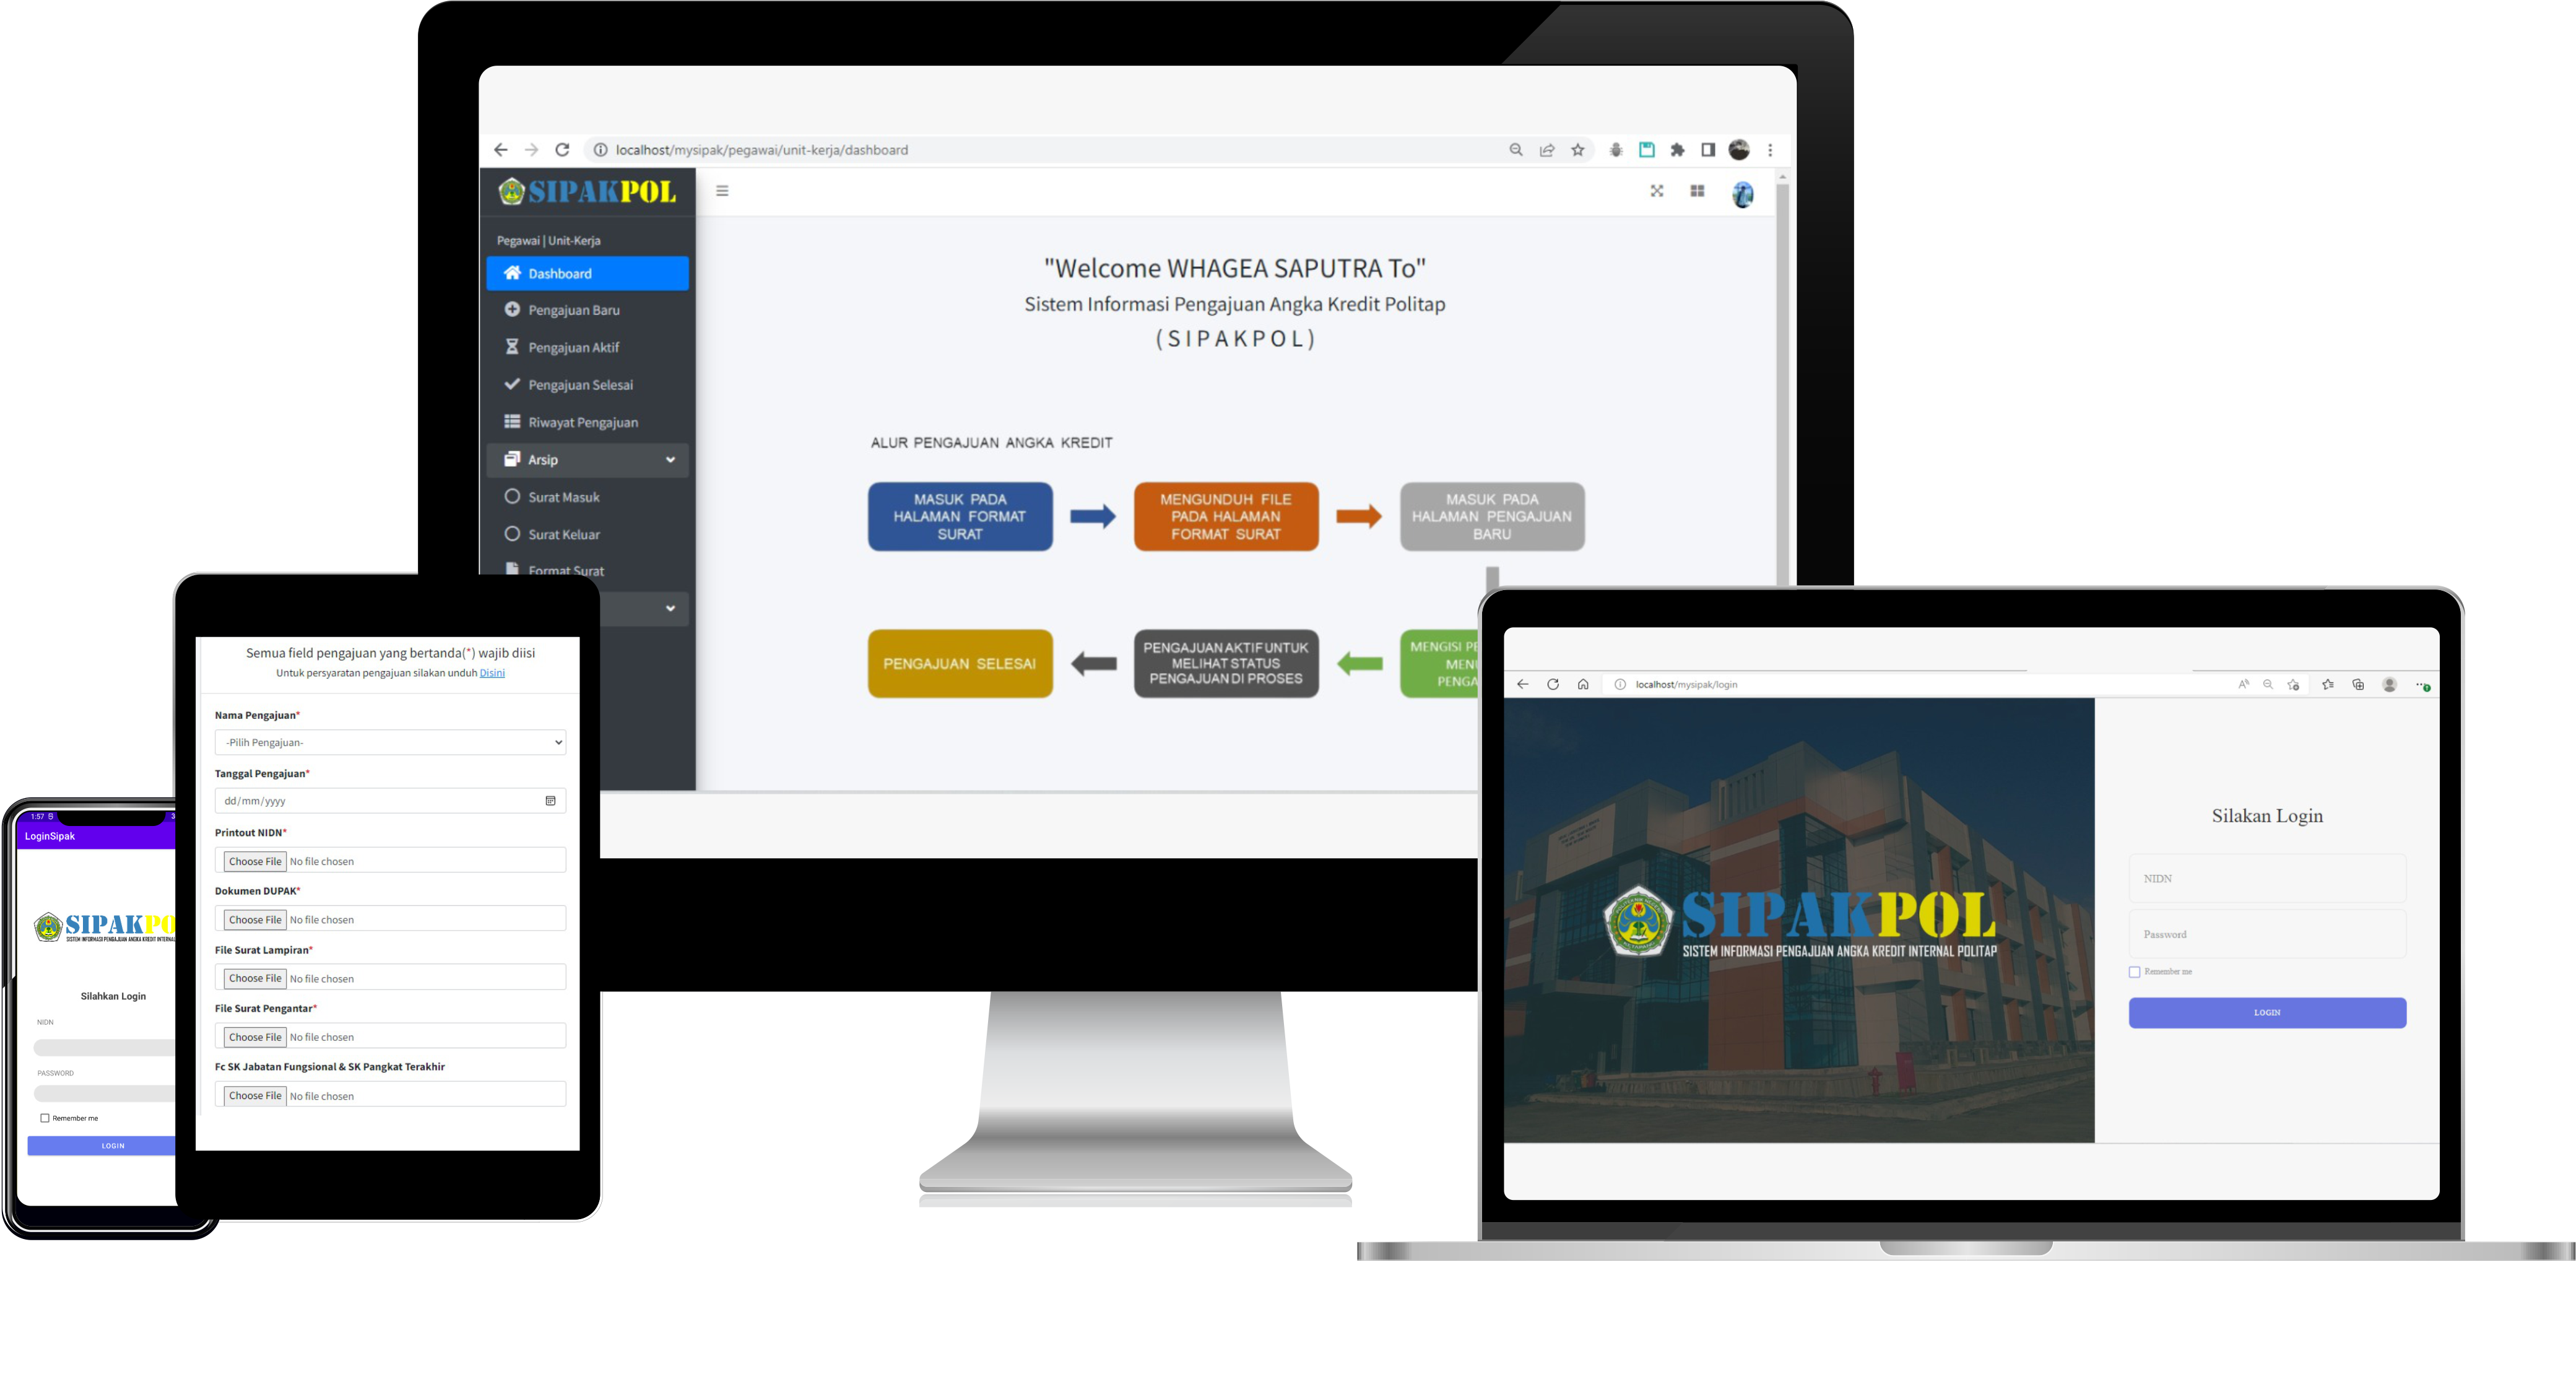 localhost/mysipak/pegawai/unit-kerja/dashboard
SIPAKPOL
Pegawai | Unit-Kerja
Dashboard
Pengajuan Baru
Pengajuan Aktif
Pengajuan Selesai
Riwayat Pengajuan
Arsip
Surat Masuk
Surat Keluar
Format Surat
"Welcome WHAGEA SAPUTRA To"
Sistem Informasi Pengajuan Angka Kredit Politap
( S I P A K P O L )
ALUR PENGAJUAN ANGKA KREDIT
MASUK PADA
HALAMAN FORMAT
SURAT
MENGUNDUH FILE
PADA HALAMAN
FORMAT SURAT
MASUK PADA
HALAMAN PENGAJUAN
BARU
MENGISI
PENGAJUAN AKTIF UNTUK
MELIHAT STATUS
PENGAJUAN DI PROSES
PENGAJUAN SELESAI
Semua field pengajuan yang bertanda(*) wajib diisi
Untuk persyaratan pengajuan silakan unduh Disini
Nama Pengajuan*
-Pilih Pengajuan-
Tanggal Pengajuan*
dd/mm/yyyy
Printout NIDN*
Choose File No file chosen
Dokumen DUPAK*
Choose File No file chosen
File Surat Lampiran*
Choose File No file chosen
File Surat Pengantar*
Choose File No file chosen
Fc SK Jabatan Fungsional & SK Pangkat Terakhir
Choose File No file chosen
1:57
LoginSipak
SIPAKPO
SISTEM INFORMASI PENGAJUAN ANGKA KREDIT
Silahkan Login
NIDN
PASSWORD
Remember me
LOGIN
localhost/mysipak/login
SIPAKPOL
SISTEM INFORMASI PENGAJUAN ANGKA KREDIT INTERNAL POLITAP
Silakan Login
NIDN
Password
Remember me
LOGIN